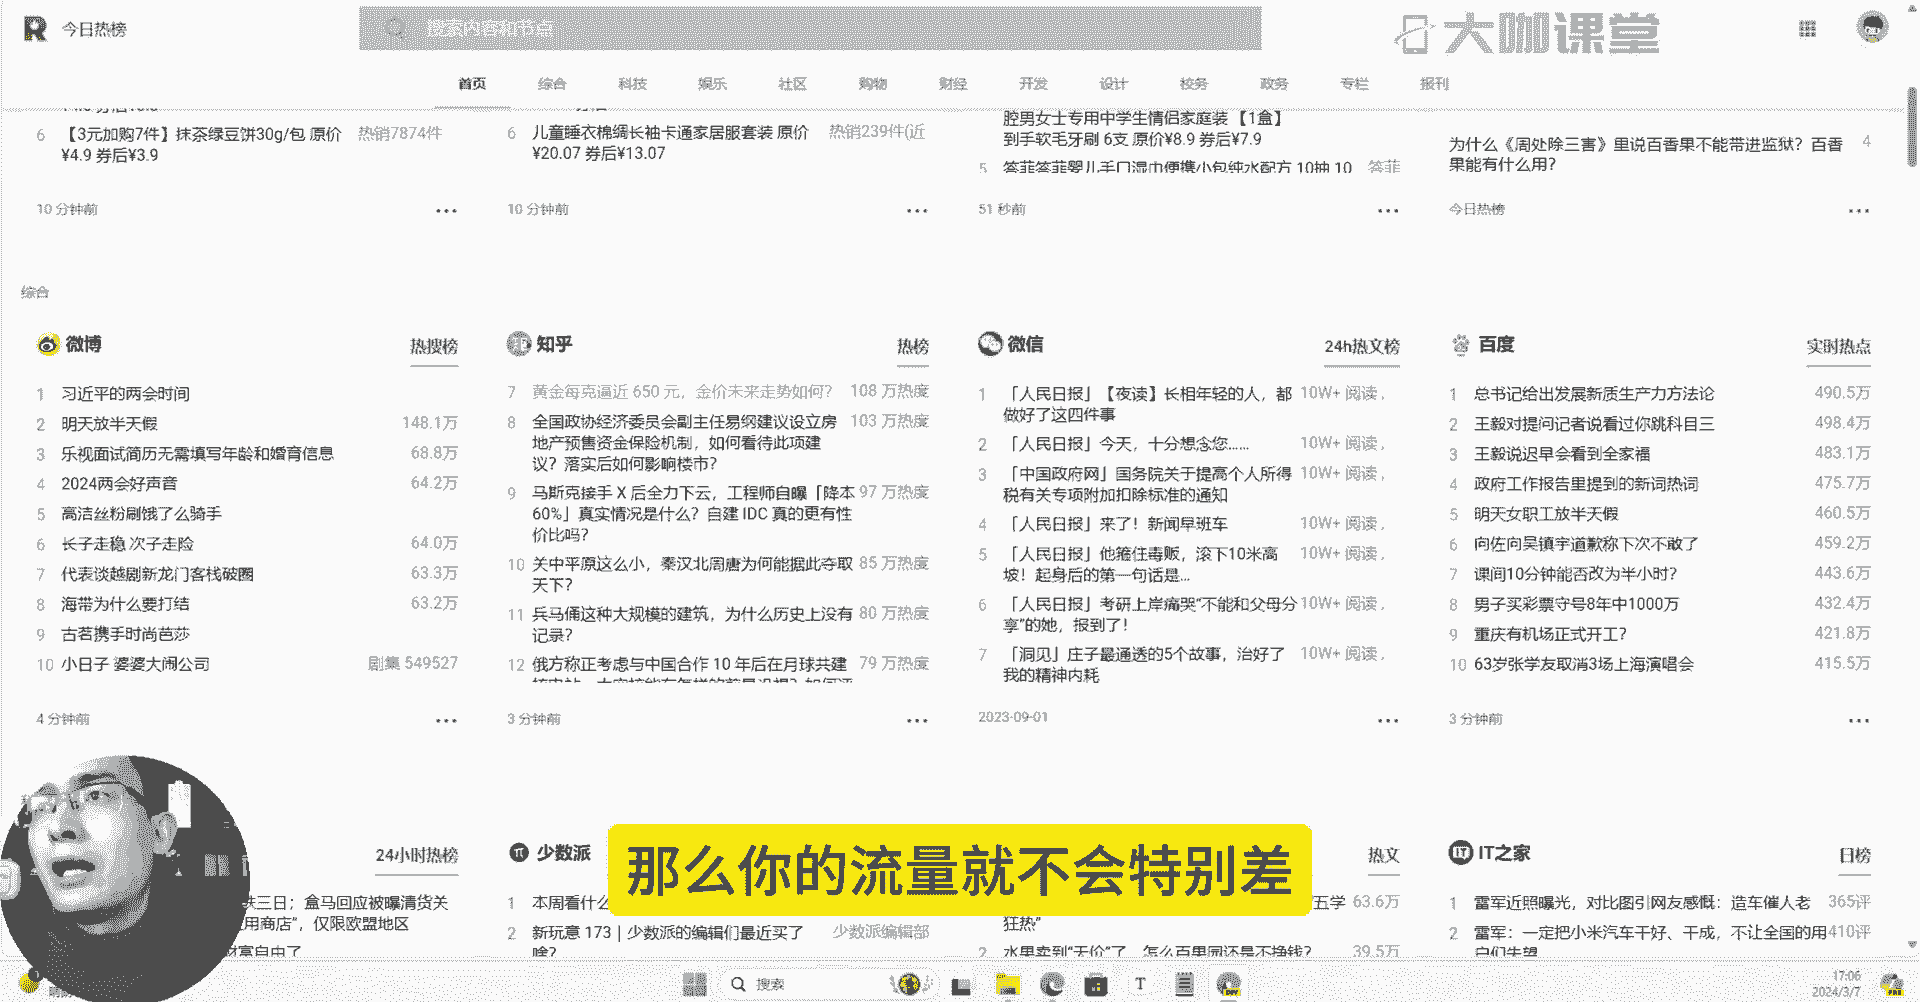 今日热榜
搜索内容和节点
大咖课堂
首页 综合 科技 娱乐 社区 购物 财经 开发 设计 校务 政务 专栏 报刊
6 【3元加购7件】抹茶绿豆饼30g/包 原价 热销7874件
¥4.9 券后¥3.9
10 分钟前
6 儿童睡衣棉绸长袖卡通家居服套装 原价 热销239件(近
¥20.07 券后¥13.07
10 分钟前
腔男女士专用中学生情侣家庭装 【1盒】
到手软毛牙刷 6支 原价¥8.9 券后¥7.9
5 答菲答菲婴儿手口湿巾便携小包纯水配方 10抽 10 答菲
51 秒前
为什么《周处除三害》里说百香果不能带进监狱？百香 4
果能有什么用？
今日热榜
综合
微博 热搜榜
1 习近平的两会时间
2 明天放半天假 148.1万
3 乐视面试简历无需填写年龄和婚育信息 68.8万
4 2024两会好声音 64.2万
5 高洁丝粉刷饿了么骑手
6 长子走稳 次子走险 64.0万
7 代表谈越剧新龙门客栈破圈 63.3万
8 海带为什么要打结 63.2万
9 古茗携手时尚芭莎
10 小日子 婆婆大闹公司 剧集 549527
4 分钟前
知乎 热榜
7 黄金每克逼近 650 元，金价未来走势如何？ 108 万热度
8 全国政协经济委员会副主任易纲建议设立房 103 万热度
地产预售资金保险机制，如何看待此项建
议？落实后如何影响楼市？
9 马斯克接手 X 后全力下云，工程师自曝「降本 97 万热度
60%」真实情况是什么？自建 IDC 真的更有性
价比吗？
10 关中平原这么小，秦汉北周唐为何能据此夺取 85 万热度
天下？
11 兵马俑这种大规模的建筑，为什么历史上没有 80 万热度
记录？
12 俄方称正考虑与中国合作 10 年后在月球共建 79 万热度
3 分钟前
微信 24h热文榜
1 「人民日报」【夜读】长相年轻的人，都 10W+ 阅读，
做好了这四件事
2 「人民日报」今天，十分想念您…… 10W+ 阅读，
3 「中国政府网」国务院关于提高个人所得 10W+ 阅读，
税有关专项附加扣除标准的通知
4 「人民日报」来了！新闻早班车 10W+ 阅读，
5 「人民日报」他箍住毒贩，滚下10米高 10W+ 阅读，
坡！起身后的第一句话是...
6 「人民日报」考研上岸痛哭“不能和父母分 10W+ 阅读，
享”的她，报到了！
7 「洞见」庄子最通透的5个故事，治好了 10W+ 阅读，
我的精神内耗
2023-09-01
百度 实时热点
1 总书记给出发展新质生产力方法论 490.5万
2 王毅对提问记者说看过你跳科目三 498.4万
3 王毅说迟早会看到全家福 483.1万
4 政府工作报告里提到的新词热词 475.7万
5 明天女职工放半天假 460.5万
6 向佐向吴镇宇道歉称下次不敢了 459.2万
7 课间10分钟能否改为半小时？ 443.6万
8 男子买彩票守号8年中1000万 432.4万
9 重庆有机场正式开工？ 421.8万
10 63岁张学友取消3场上海演唱会 415.5万
3 分钟前
24小时热榜
三日；盒马回应被曝清货关
用商店”，仅限欧盟地区
财富自由了
少数派
1 本周看什么
2 新玩意 173｜少数派的编辑们最近买了 少数派编辑部
啥？
热文
五学 63.6万
狂热”
2 水果卖到“天价”了，怎么百果园还是不挣钱？ 39.5万
IT之家 日榜
1 雷军近照曝光，对比图引网友感慨：造车催人老 365评
2 雷军：一定把小米汽车干好、干成，不让全国的用 410评
户们失望
那么你的流量就不会特别差
搜索
17:06
2024/3/7